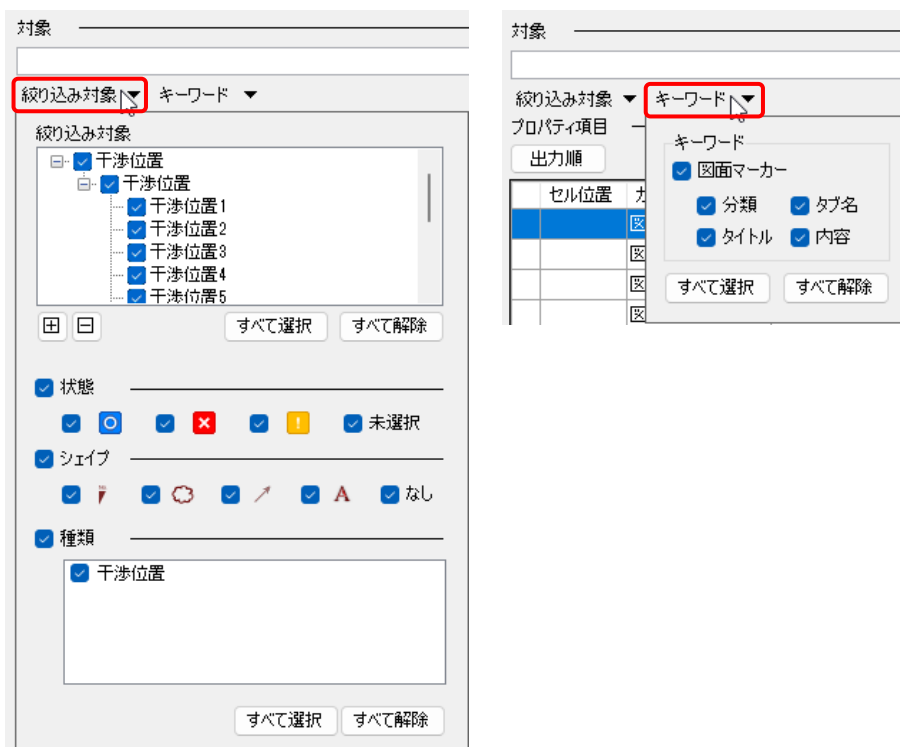 対象
絞り込み対象 ▼ キーワード ▼
絞り込み対象
干渉位置
干渉位置
干渉位置1
干渉位置2
干渉位置3
干渉位置4
干渉位置5
すべて選択 すべて解除
状態
未選択
シェイプ
A なし
種類
干渉位置
すべて選択 すべて解除
対象
絞り込み対象 ▼ キーワード ▼
プロパティ項目
出力順
セル位置
図
図
図
図
キーワード
図面マーカー
分類 タブ名
タイトル 内容
すべて選択 すべて解除